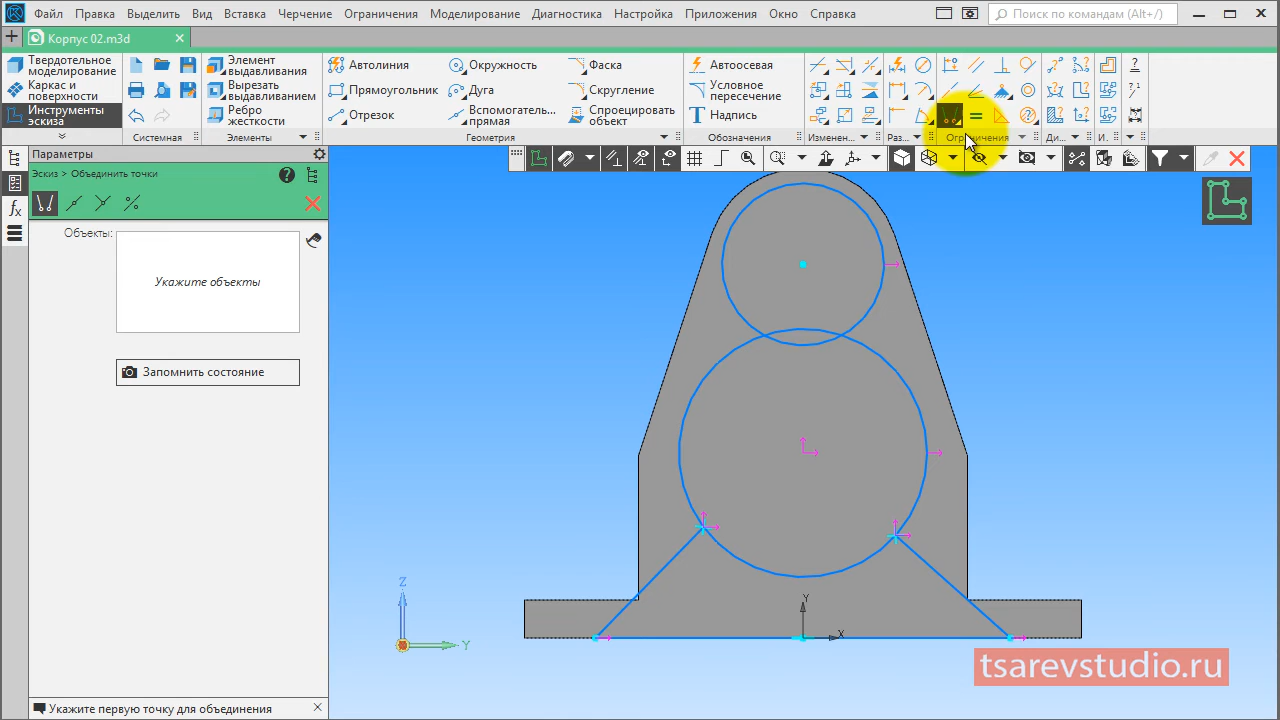 Файл Правка Выделить Вид Вставка Черчение Ограничения Моделирование Диагностика Настройка Приложения Окно Справка Поиск по командам (Alt+/)
Корпус 02.m3d
Твердотельное моделирование
Каркас и поверхности
Инструменты эскиза
Системная
Элемент выдавливания
Вырезать выдавливанием
Ребро жесткости
Элементы
Автолиния Окружность Фаска
Прямоугольник Дуга Скругление
Отрезок Вспомогатель... прямая Спроецировать объект
Геометрия
Автоосевая
Условное пересечение
Надпись
Обозначения
Изменен...
Раз...
Ограничения
Ди...
И.
Параметры
Эскиз > Объединить точки
Объекты:
Укажите объекты
Запомнить состояние
Z
Y
Y
X
tsarevstudio.ru
Укажите первую точку для объединения